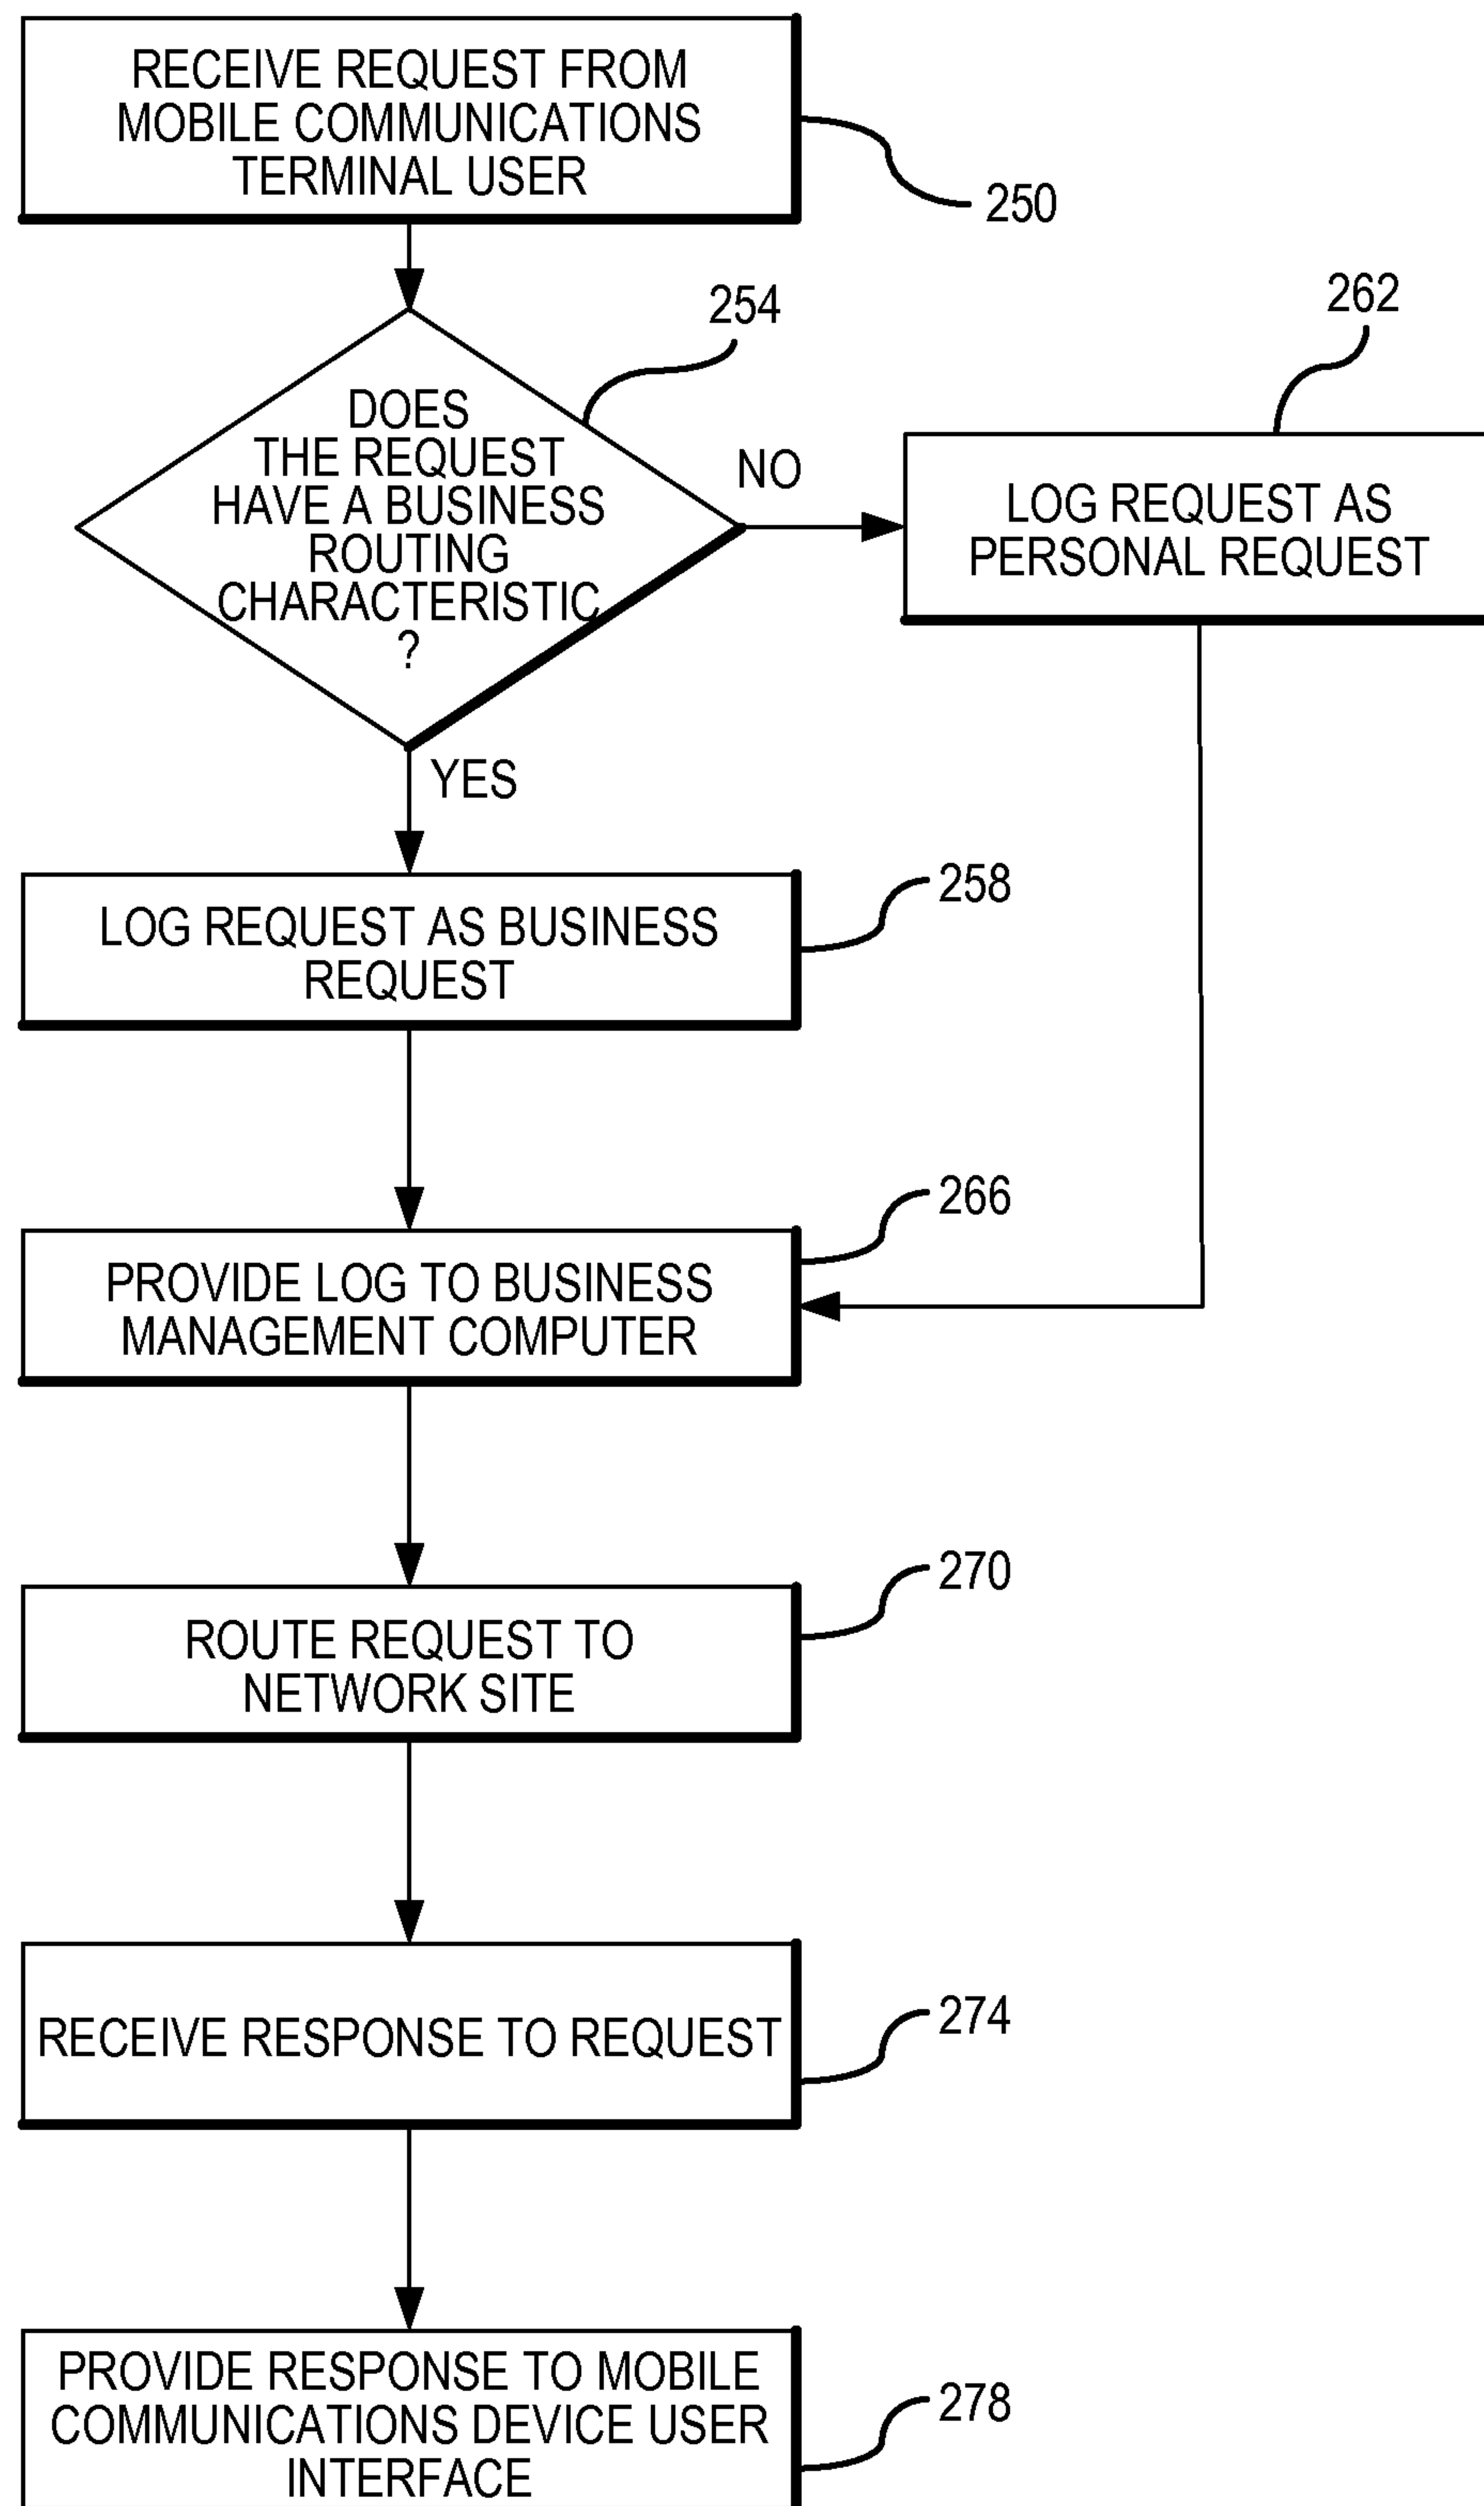 RECEIVE REQUEST FROM
MOBILE COMMUNICATIONS
TERMINAL USER
250
254
262
DOES
THE REQUEST
HAVE A BUSINESS
ROUTING
CHARACTERISTIC
?
NO
LOG REQUEST AS
PERSONAL REQUEST
YES
258
LOG REQUEST AS BUSINESS
REQUEST
266
PROVIDE LOG TO BUSINESS
MANAGEMENT COMPUTER
270
ROUTE REQUEST TO
NETWORK SITE
274
RECEIVE RESPONSE TO REQUEST
PROVIDE RESPONSE TO MOBILE
COMMUNICATIONS DEVICE USER
INTERFACE
278